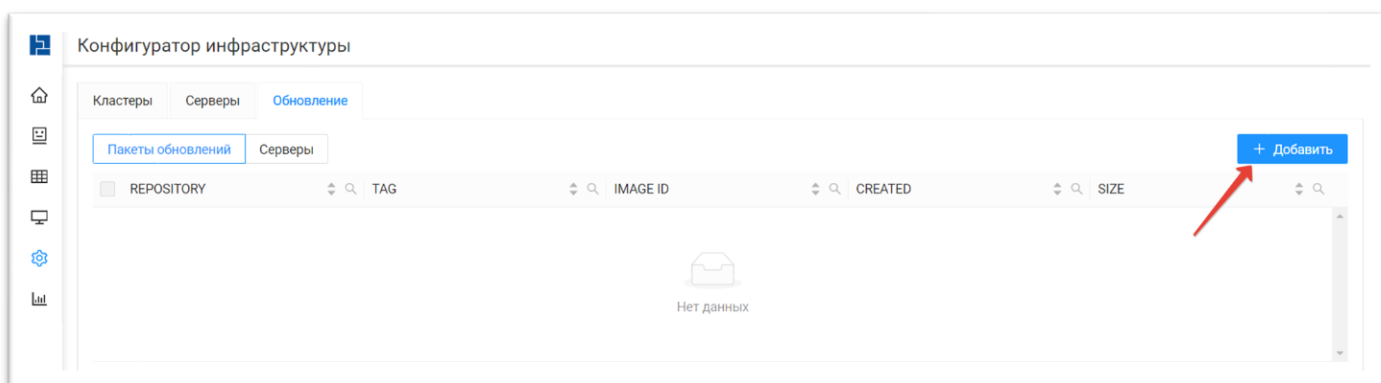 Конфигуратор инфраструктуры
Кластеры Серверы Обновление
Пакеты обновлений Серверы + Добавить
REPOSITORY TAG IMAGE ID CREATED SIZE
Нет данных